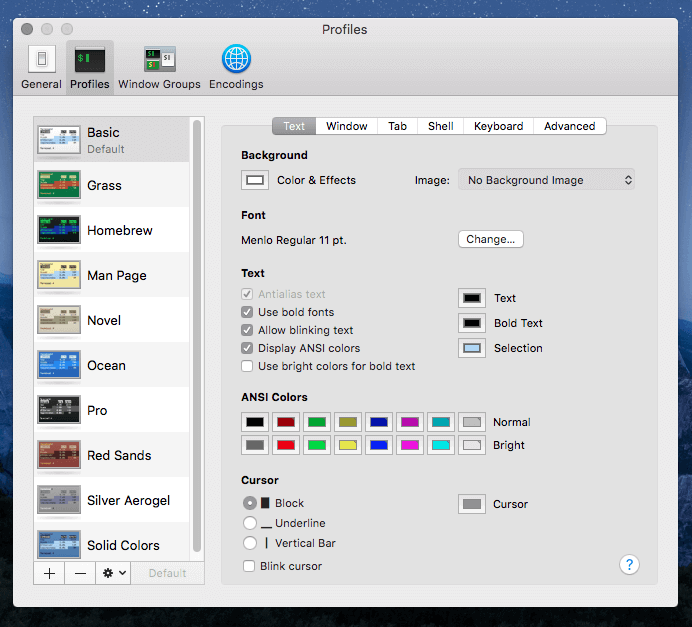 Profiles
General
Profiles
Window Groups
Encodings
Basic
Default
Grass
Homebrew
Man Page
Novel
Ocean
Pro
Red Sands
Silver Aerogel
Solid Colors
Default
Text Window Tab Shell Keyboard Advanced
Background
Color & Effects Image: No Background Image
Font
Menlo Regular 11 pt. Change...
Text
Antialias text
Use bold fonts
Allow blinking text
Display ANSI colors
Use bright colors for bold text
Text
Bold Text
Selection
ANSI Colors
Normal
Bright
Cursor
Block
Underline
Vertical Bar
Blink cursor
Cursor
?